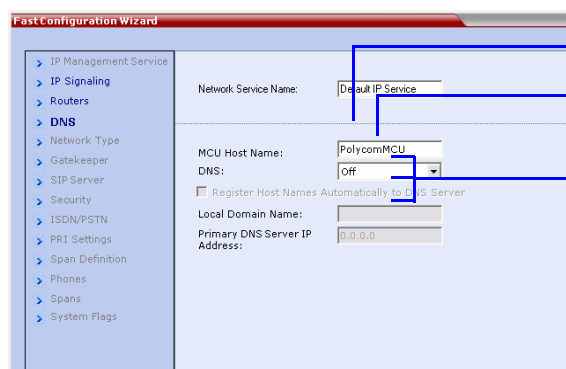 Fast Configuration Wizard
IP Management Service
IP Signaling
Routers
DNS
Network Type
Gatekeeper
SIP Server
Security
ISDN/PSTN
PRI Settings
Span Definition
Phones
Spans
System Flags
Network Service Name: Default IP Service
MCU Host Name: PolycomMCU
DNS: Off
Register Host Names Automatically to DNS Server
Local Domain Name:
Primary DNS Server IP Address: 0.0.0.0